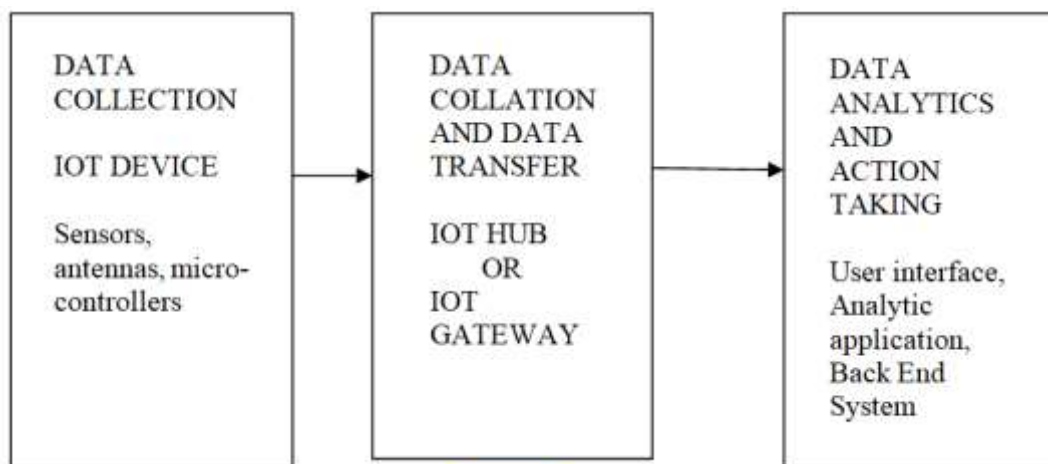 DATA
COLLECTION
IOT DEVICE
Sensors,
antennas, micro-
controllers
DATA
COLLATION
AND DATA
TRANSFER
IOT HUB
OR
IOT
GATEWAY
DATA
ANALYTICS
AND
ACTION
TAKING
User interface,
Analytic
application,
Back End
System